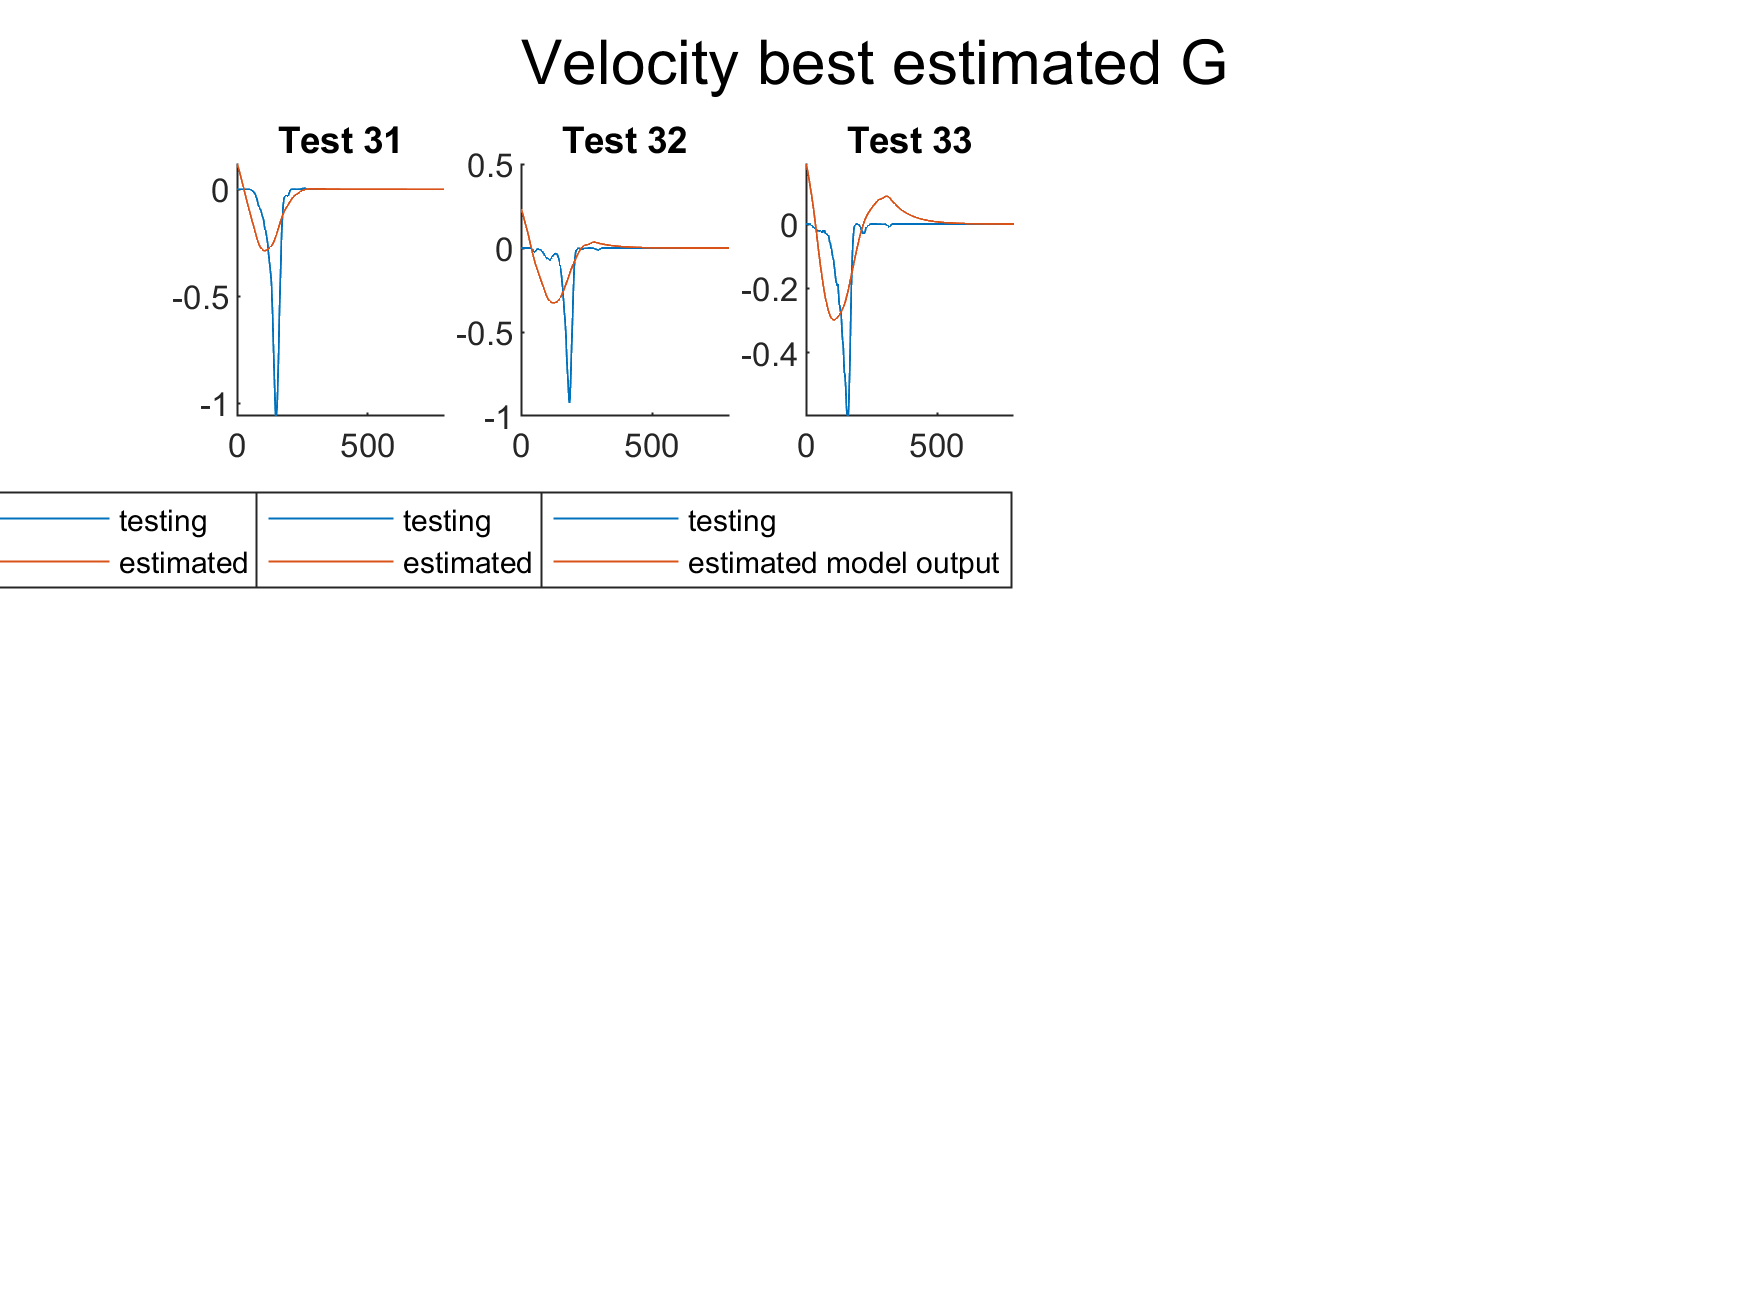 Velocity best estimated G
Test 31
Test 32
Test 33
0
-0.5
-1
0 500
0.5
0
-0.5
-1
0 500
0
-0.2
-0.4
0 500
testing
estimated
testing
estimated
testing
estimated model output